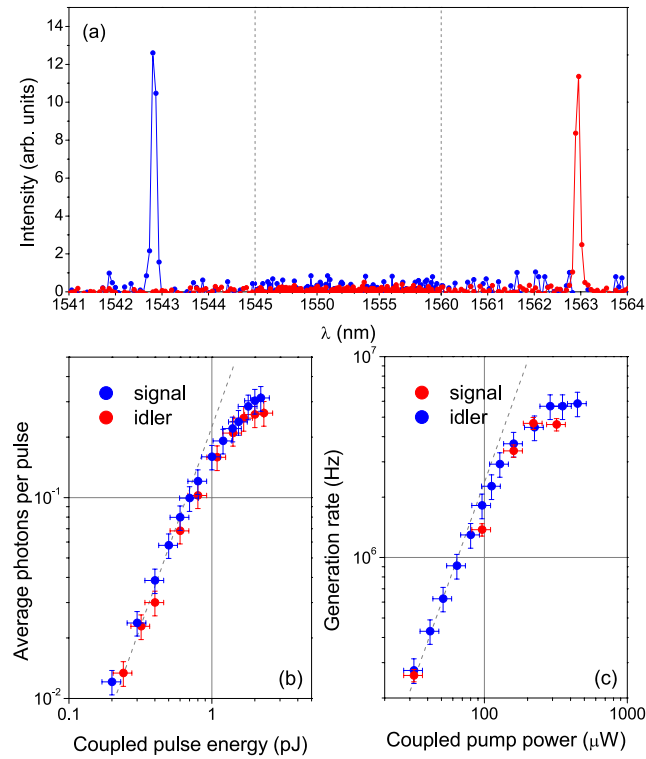 (a)
Intensity (arb. units)
14
12
10
8
6
4
2
0
1541 1542 1543 1544 1545 1550 1555 1560 1561 1562 1563 1564
λ (nm)
signal
idler
Average photons per pulse
10⁻¹
10⁻²
0.1 1
(b)
Coupled pulse energy (pJ)
signal
idler
Generation rate (Hz)
10⁷
10⁶
100 1000
(c)
Coupled pump power (μW)